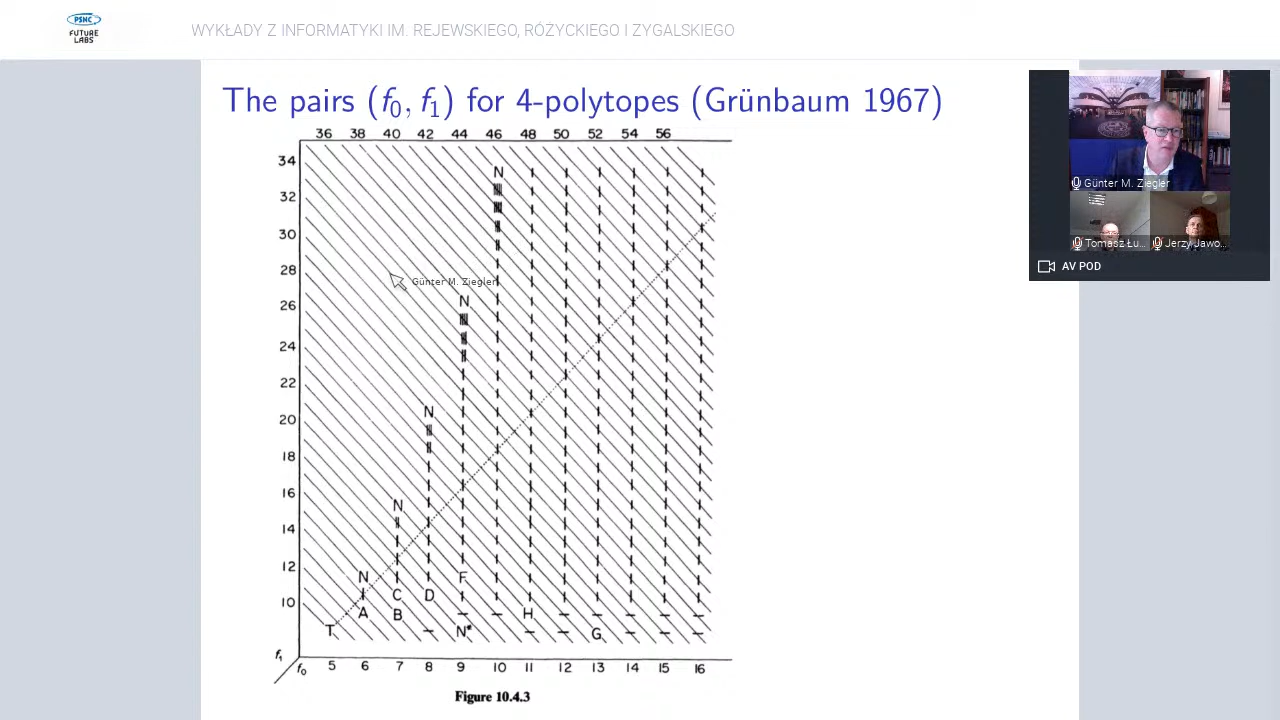 PSNC
FUTURE
LABS
WYKŁADY Z INFORMATYKI IM. REJEWSKIEGO, RÓŻYCKIEGO I ZYGALSKIEGO
The pairs (f₀, f₁) for 4-polytopes (Grünbaum 1967)
36 38 40 42 44 46 48 50 52 54 56
34
N
32
30
28
Günter M. Ziegler
26
N
24
22
20
N
18
16
N
14
12
N F
10
C D
A B H
T N* G
f₁
f₀ 5 6 7 8 9 10 11 12 13 14 15 16
Figure 10.4.3
Günter M. Ziegler
Tomasz Łu... Jerzy Jawo...
AV POD